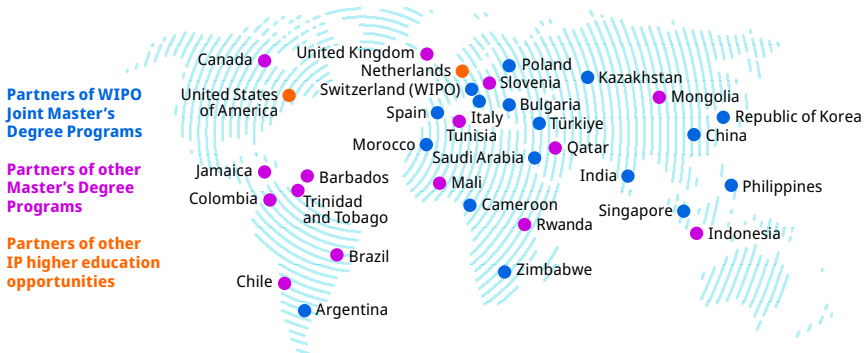 Partners of WIPO
Joint Master's
Degree Programs
Partners of other
Master's Degree
Programs
Partners of other
IP higher education
opportunities
Canada
United States
of America
Jamaica
Barbados
Colombia
Trinidad
and Tobago
Brazil
Chile
Argentina
United Kingdom
Netherlands
Switzerland (WIPO)
Spain
Poland
Slovenia
Bulgaria
Italy
Tunisia
Türkiye
Morocco
Saudi Arabia
Qatar
Mali
Cameroon
Rwanda
Zimbabwe
Kazakhstan
Mongolia
Republic of Korea
China
India
Philippines
Singapore
Indonesia